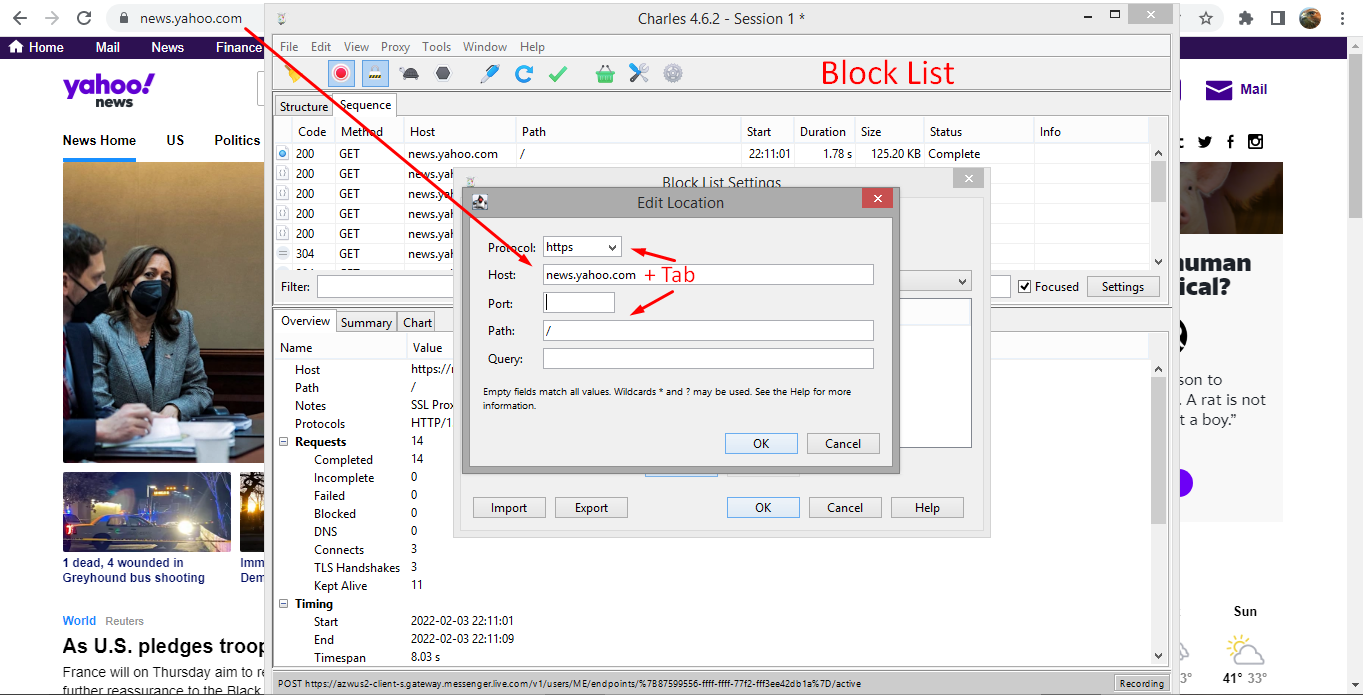 news.yahoo.com
Charles 4.6.2 - Session 1 *
Home Mail News Finance
File Edit View Proxy Tools Window Help
Block List
yahoo!
news
Mail
Structure Sequence
News Home US Politics
Code Method Host Path Start Duration Size Status Info
200 GET news.yahoo.com / 22:11:01 1.78 s 125.20 KB Complete
200 GET news.yah
200 GET news.yah
200 GET news.yah
200 GET news.yah
304 GET news.yah
Filter: Focused Settings
Block List Settings
Edit Location
Protocol: https
Host: news.yahoo.com + Tab
Port:
Path: /
Query:
Empty fields match all values. Wildcards * and ? may be used. See the Help for more
information.
OK Cancel
Import Export OK Cancel Help
Overview Summary Chart
Name Value
Host https://n
Path /
Notes SSL Prox
Protocols HTTP/1
Requests 14
Completed 14
Incomplete 0
Failed 0
Blocked 0
DNS 0
Connects 3
TLS Handshakes 3
Kept Alive 11
Timing
Start 2022-02-03 22:11:01
End 2022-02-03 22:11:09
Timespan 8.03 s
POST https://azwus2-client-s.gateway.messenger.live.com/v1/users/ME/endpoints/%7B87599556-ffff-ffff-77f2-fff3ee42db1a%7D/active
Recording
1 dead, 4 wounded in
Greyhound bus shooting
Imm
Dem
World Reuters
As U.S. pledges troop
France will on Thursday aim to re
further reassurance to the Black
human
ical?
son to
. A rat is not
t a boy.”
Sun
3° 41° 33°